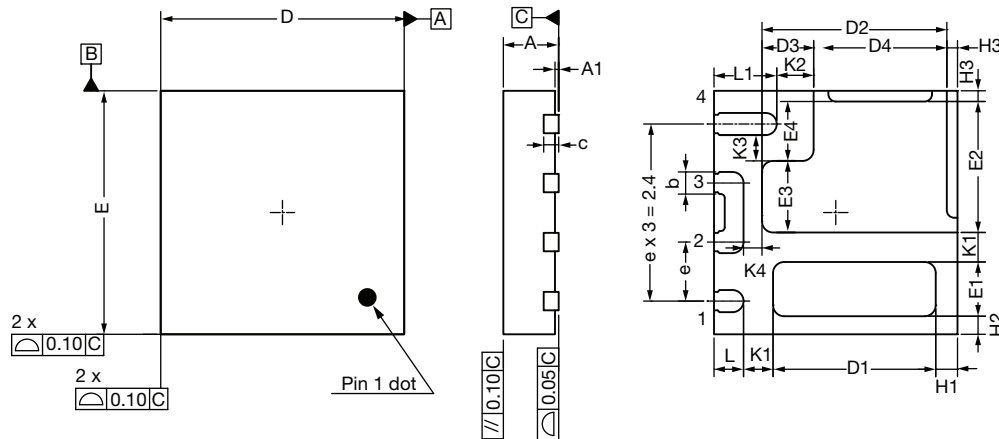 D
A
B
E
2 x
⌓ 0.10 C
2 x
⌓ 0.10 C
Pin 1 dot
C
A
A1
c
// 0.10 C
⌓ 0.05 C
D2
D3
D4
H3
L1
K2
H3
4
E4
K3
E2
e x 3 = 2.4
b
3
E3
2
e
K4
K1
E1
1
H2
L
K1
D1
H1